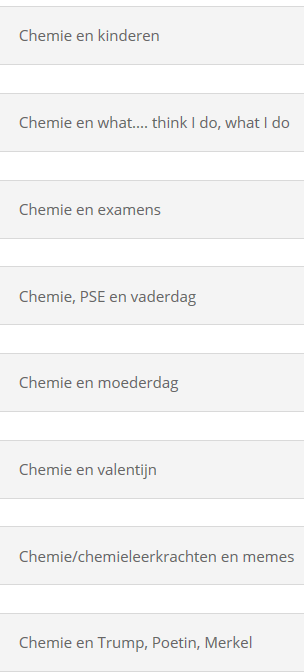 Chemie en kinderen
Chemie en what.... think I do, what I do
Chemie en examens
Chemie, PSE en vaderdag
Chemie en moederdag
Chemie en valentijn
Chemie/chemieleerkrachten en memes
Chemie en Trump, Poetin, Merkel